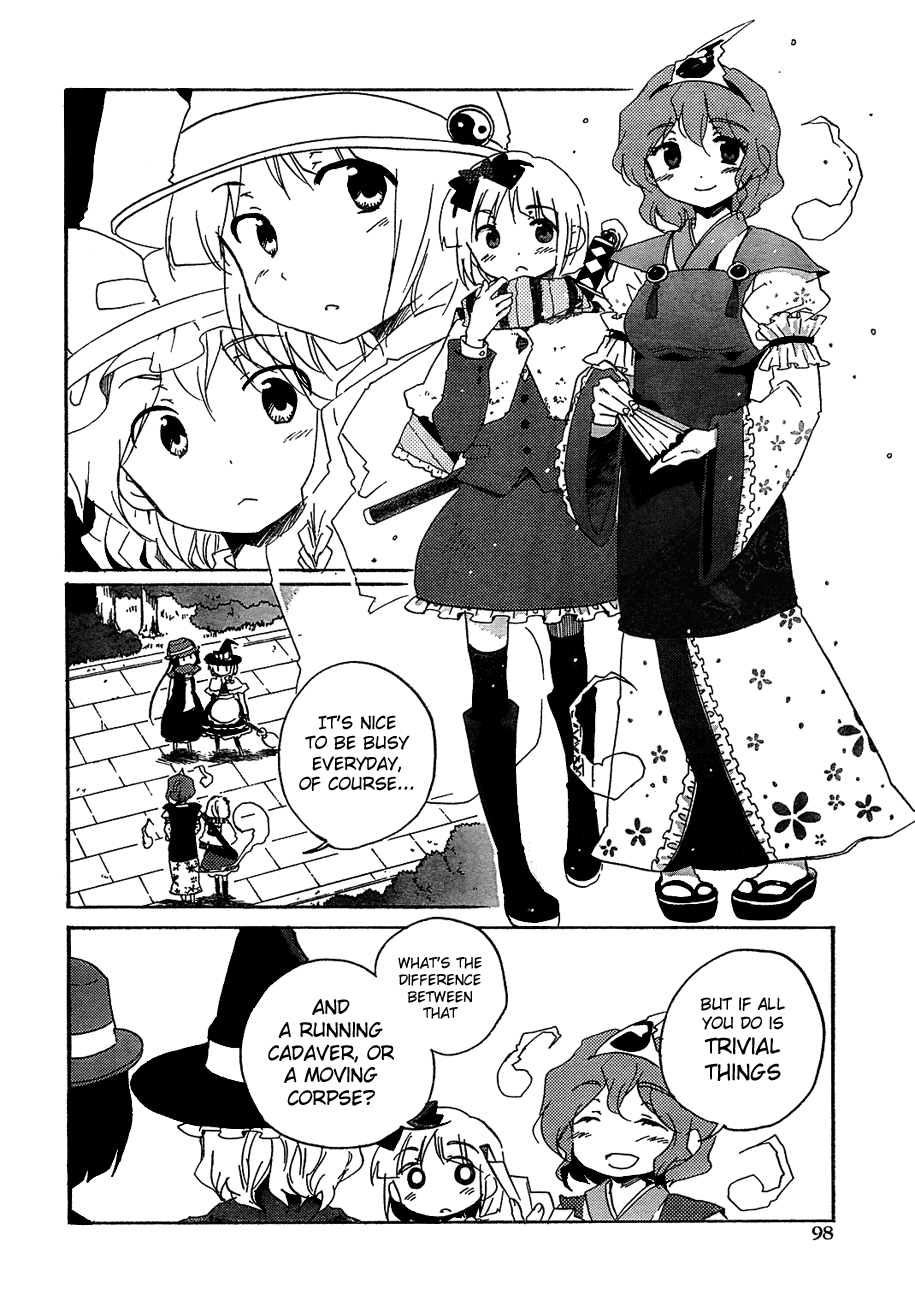 IT'S NICE
TO BE BUSY
EVERYDAY,
OF COURSE...
BUT IF ALL
YOU DO IS
TRIVIAL
THINGS
WHAT'S THE
DIFFERENCE
BETWEEN
THAT
AND
A RUNNING
CADAVER, OR
A MOVING
CORPSE?
98